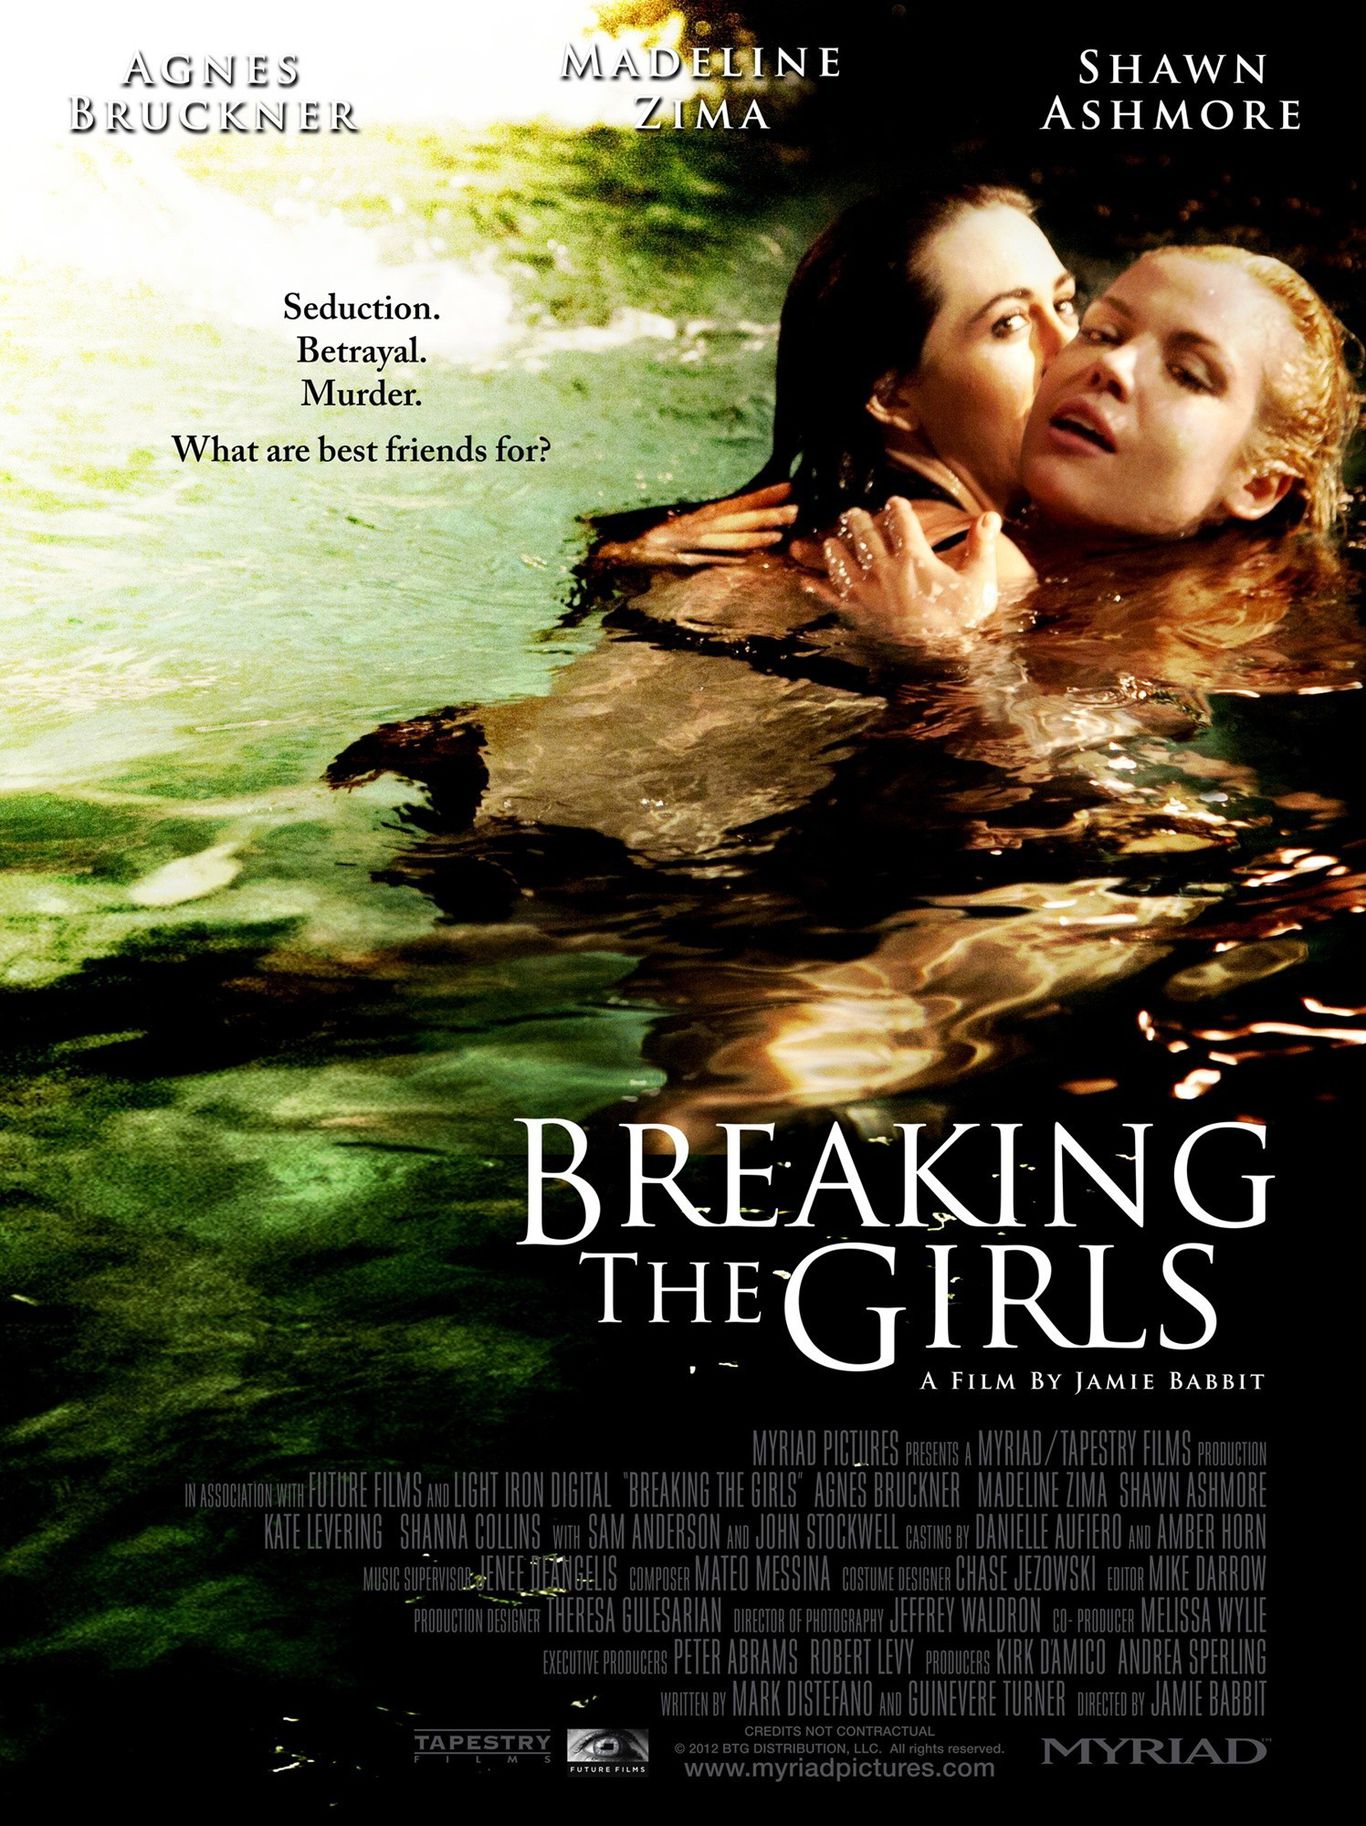 AGNES BRUCKNER
MADELINE ZIMA
SHAWN ASHMORE
Seduction.
Betrayal.
Murder.
What are best friends for?
BREAKING
THE GIRLS
A FILM BY JAMIE BABBIT
MYRIAD PICTURES PRESENTS A MYRIAD/TAPESTRY FILMS PRODUCTION
IN ASSOCIATION WITH FUTURE FILMS AND LIGHT IRON DIGITAL "BREAKING THE GIRLS" AGNES BRUCKNER MADELINE ZIMA SHAWN ASHMORE
KATE LEVERING SHANNA COLLINS WITH SAM ANDERSON AND JOHN STOCKWELL CASTING BY DANIELLE AUFIERO AND AMBER HORN
MUSIC SUPERVISOR JENEE DEANGELIS COMPOSER MATEO MESSINA COSTUME DESIGNER CHASE JEZOWSKI EDITOR MIKE DARROW
PRODUCTION DESIGNER THERESA GULESARIAN DIRECTOR OF PHOTOGRAPHY JEFFREY WALDRON CO- PRODUCER MELISSA WYLIE
EXECUTIVE PRODUCERS PETER ABRAMS ROBERT LEVY PRODUCERS KIRK D'AMICO ANDREA SPERLING
WRITTEN BY MARK DISTEFANO AND GUINEVERE TURNER DIRECTED BY JAMIE BABBIT
TAPESTRY
FILMS
FUTURE FILMS
CREDITS NOT CONTRACTUAL
© 2012 BTG DISTRIBUTION, LLC. All rights reserved.
www.myriadpictures.com
MYRIAD™